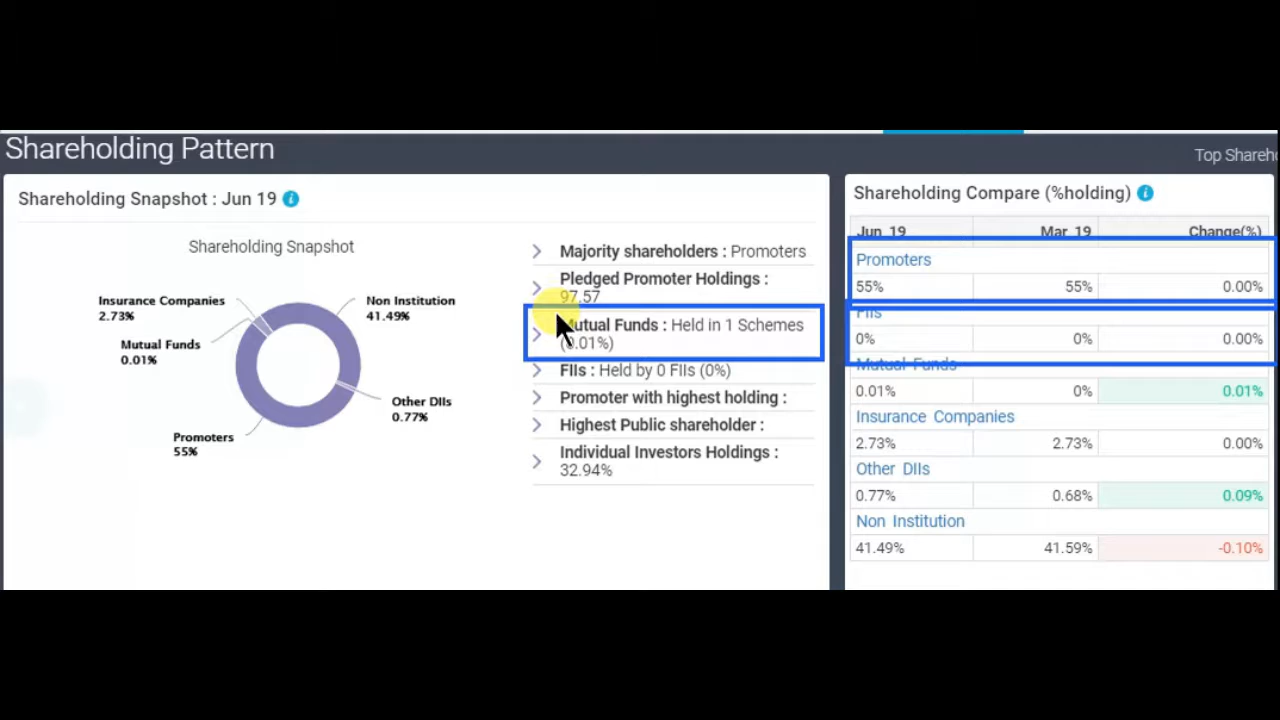 Shareholding Pattern
Top Shareho
Shareholding Snapshot : Jun 19
Shareholding Snapshot
Insurance Companies
2.73%
Mutual Funds
0.01%
Promoters
55%
Non Institution
41.49%
Other DIIs
0.77%
Majority shareholders : Promoters
Pledged Promoter Holdings :
97.57
Mutual Funds : Held in 1 Schemes
(0.01%)
FIIs : Held by 0 FIIs (0%)
Promoter with highest holding :
Highest Public shareholder :
Individual Investors Holdings :
32.94%
Shareholding Compare (%holding)
Jun 19 Mar 19 Change(%)
Promoters
55% 55% 0.00%
FIIs
0% 0% 0.00%
Mutual Funds
0.01% 0% 0.01%
Insurance Companies
2.73% 2.73% 0.00%
Other DIIs
0.77% 0.68% 0.09%
Non Institution
41.49% 41.59% -0.10%